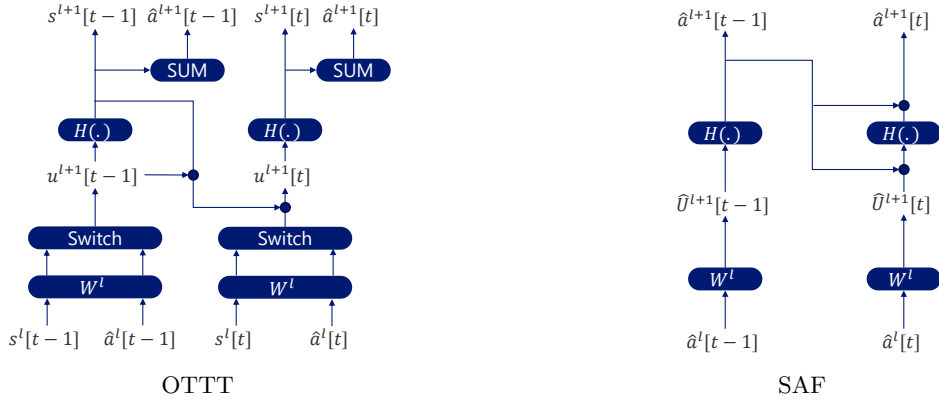 s^{l+1}[t − 1] â^{l+1}[t − 1] s^{l+1}[t] â^{l+1}[t]
SUM SUM
H(.) H(.)
u^{l+1}[t − 1] u^{l+1}[t]
Switch Switch
W^l W^l
s^l[t − 1] â^l[t − 1] s^l[t] â^l[t]
OTTT
â^{l+1}[t − 1] â^{l+1}[t]
H(.) H(.)
Û^{l+1}[t − 1] Û^{l+1}[t]
W^l W^l
â^l[t − 1] â^l[t]
SAF